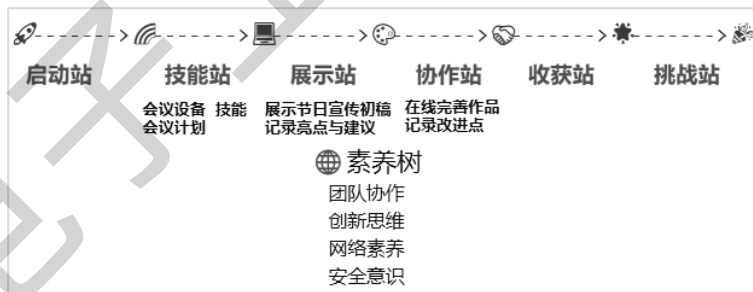 启动站 技能站 展示站 协作站 收获站 挑战站
会议设备 技能 展示节日宣传初稿 在线完善作品
会议计划 记录亮点与建议 记录改进点
素养树
团队协作
创新思维
网络素养
安全意识